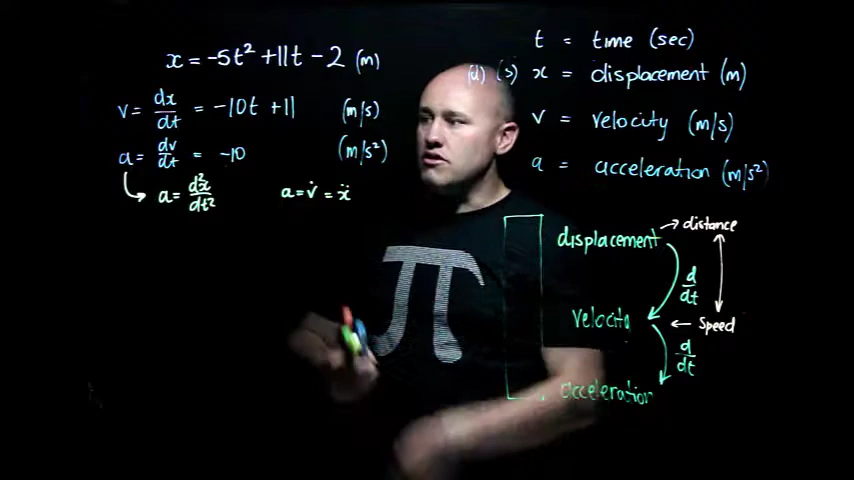 x = -5t² + 11t - 2 (m)
v = dx/dt = -10t + 11 (m/s)
a = dv/dt = -10 (m/s²)
a = d²x/dt² a = v̇ = ẍ
t = time (sec)
(d) (s) x = displacement (m)
v = velocity (m/s)
a = acceleration (m/s²)
displacement → distance
d/dt
velocity ← speed
d/dt
acceleration
π